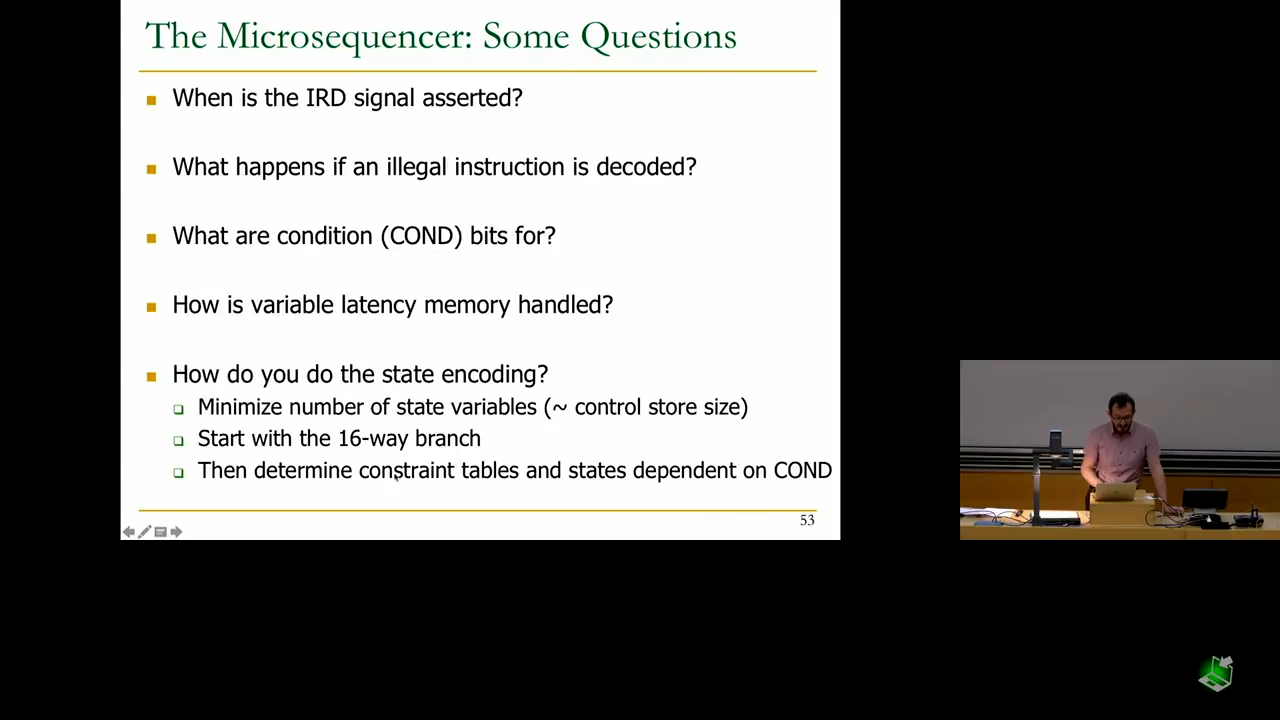 The Microsequencer: Some Questions
When is the IRD signal asserted?
What happens if an illegal instruction is decoded?
What are condition (COND) bits for?
How is variable latency memory handled?
How do you do the state encoding?
Minimize number of state variables (~ control store size)
Start with the 16-way branch
Then determine constraint tables and states dependent on COND
53